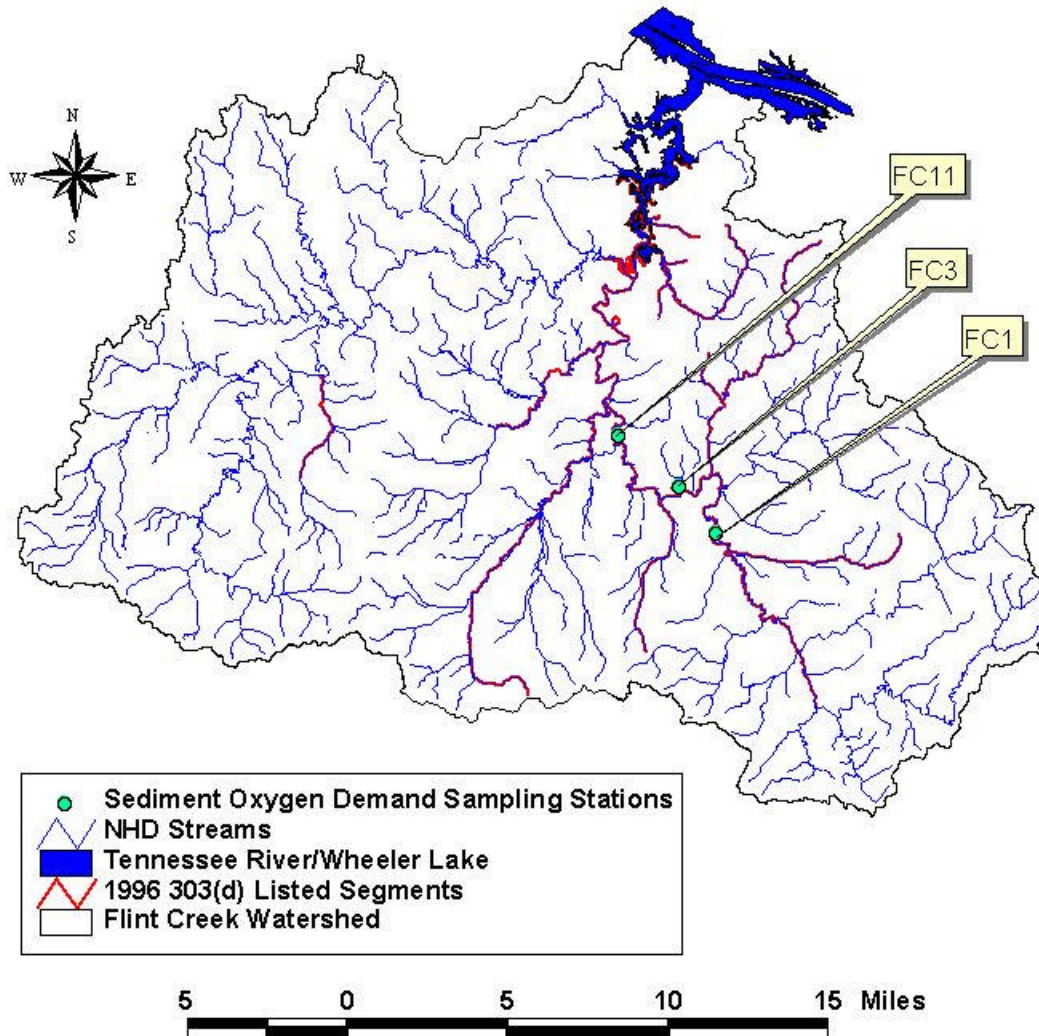 N
W E
S
FC11
FC3
FC1
Sediment Oxygen Demand Sampling Stations
NHD Streams
Tennessee River/Wheeler Lake
1996 303(d) Listed Segments
Flint Creek Watershed
5 0 5 10 15 Miles